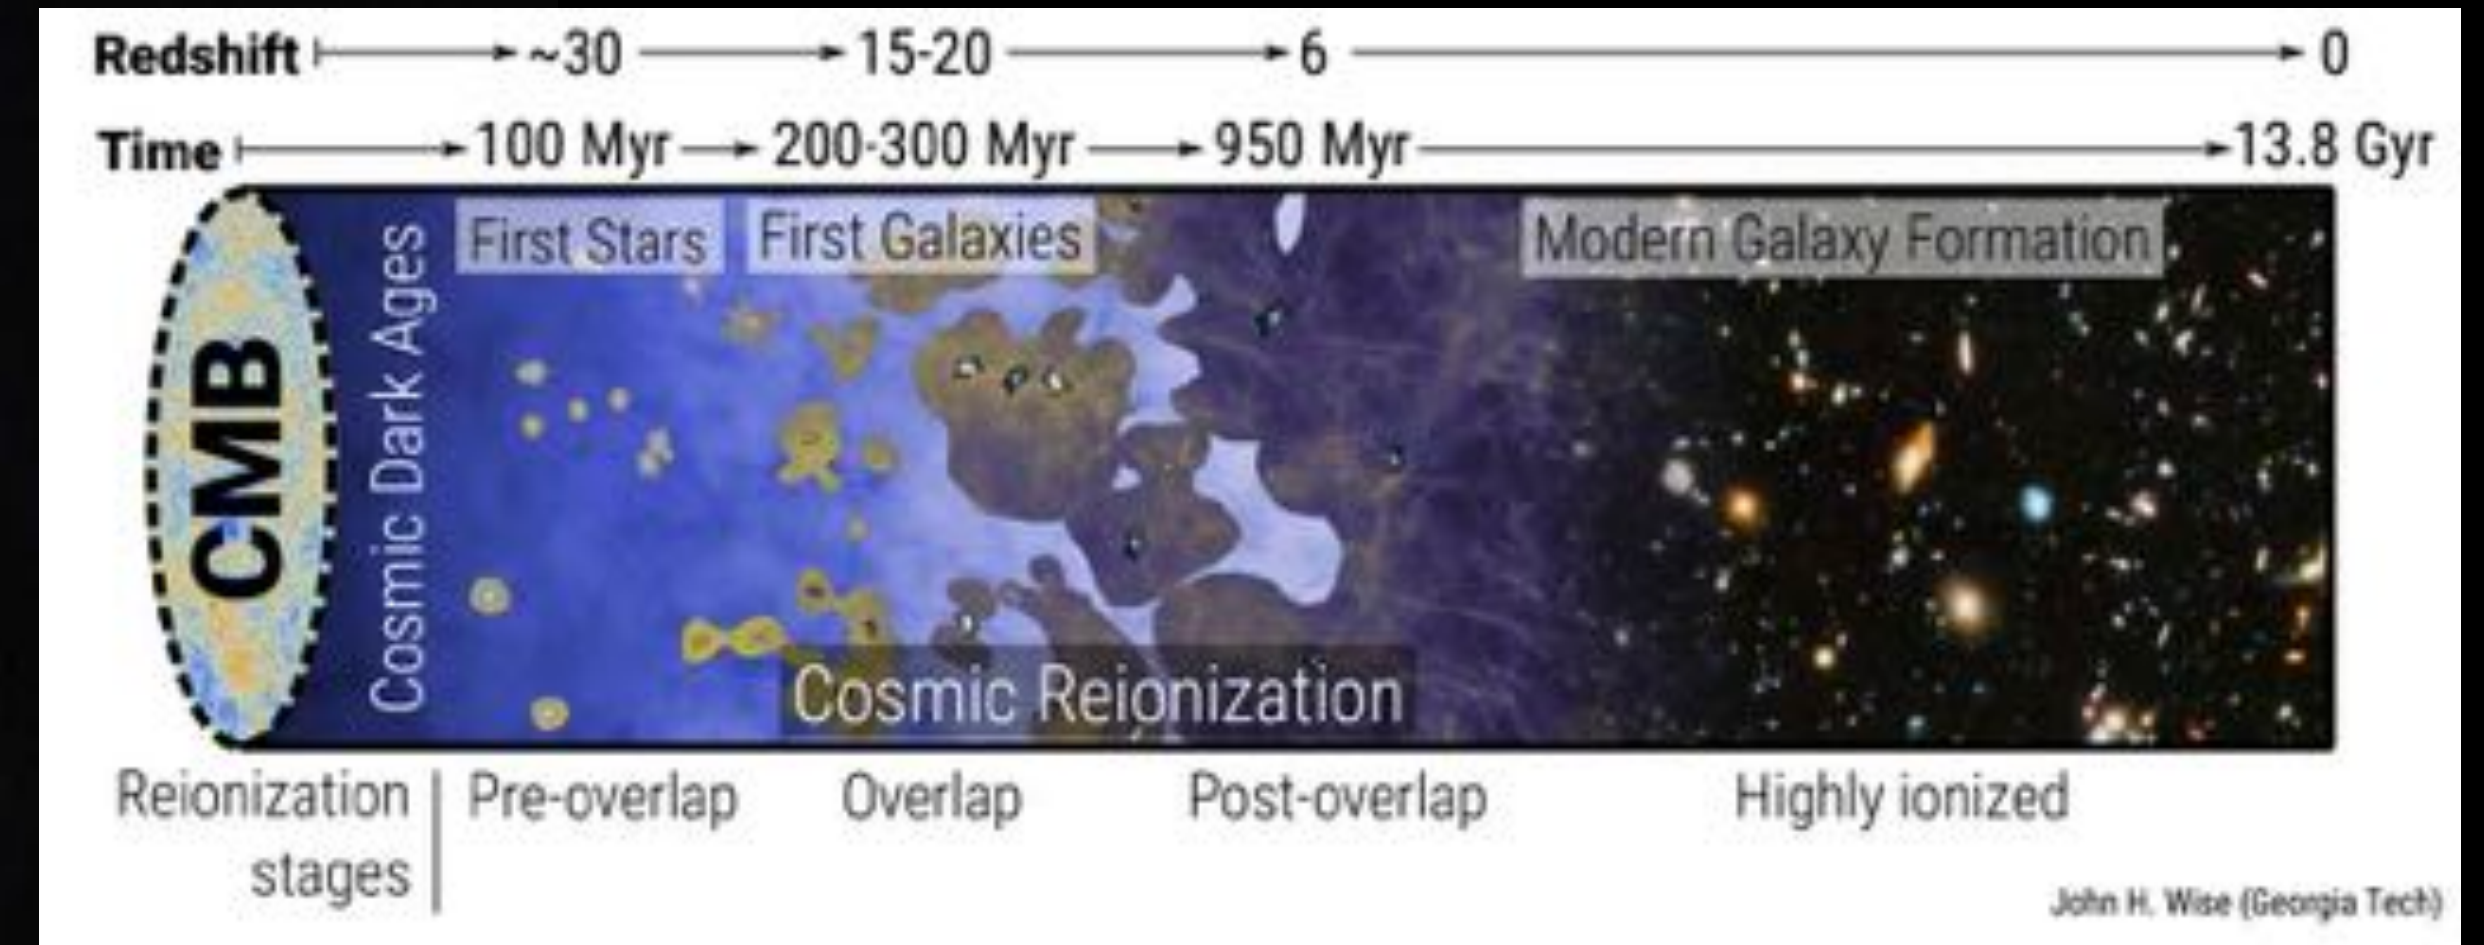 Redshift ~30 15-20 6 0
Time 100 Myr 200-300 Myr 950 Myr 13.8 Gyr
CMB
Cosmic Dark Ages
First Stars
First Galaxies
Modern Galaxy Formation
Cosmic Reionization
Reionization stages
Pre-overlap
Overlap
Post-overlap
Highly ionized
John H. Wise (Georgia Tech)